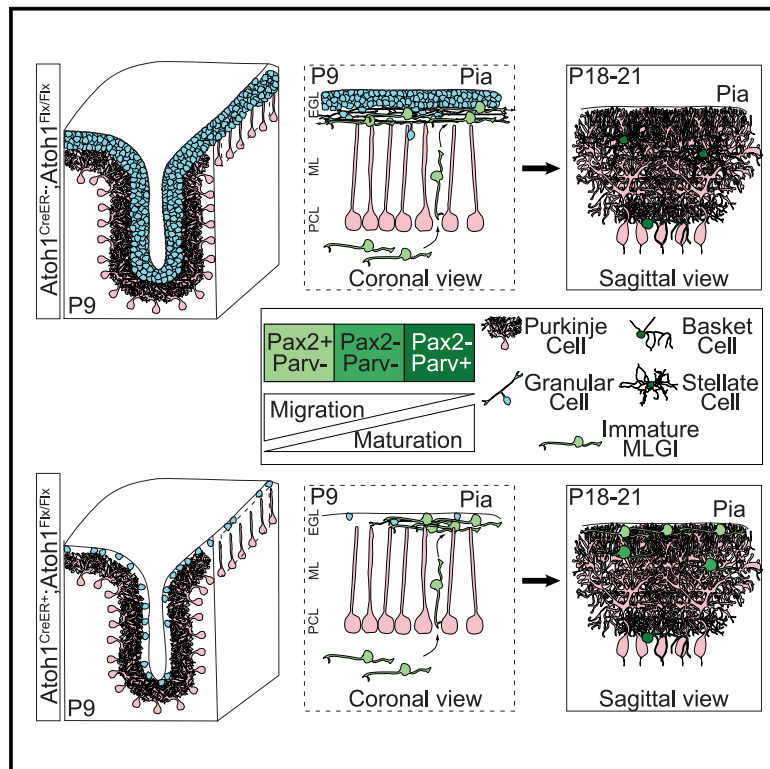 Atoh1CreER--;Atoh1Flx/Flx
P9
P9
Pia
EGL
ML
PCL
Coronal view
P18-21
Pia
Sagittal view
Pax2+
Parv-
Pax2-
Parv-
Pax2-
Parv+
Migration
Maturation
Purkinje
Cell
Basket
Cell
Granular
Cell
Stellate
Cell
Immature
MLGI
Atoh1CreER+;Atoh1Flx/Flx
P9
P9
Pia
EGL
ML
PCL
Coronal view
P18-21
Pia
Sagittal view